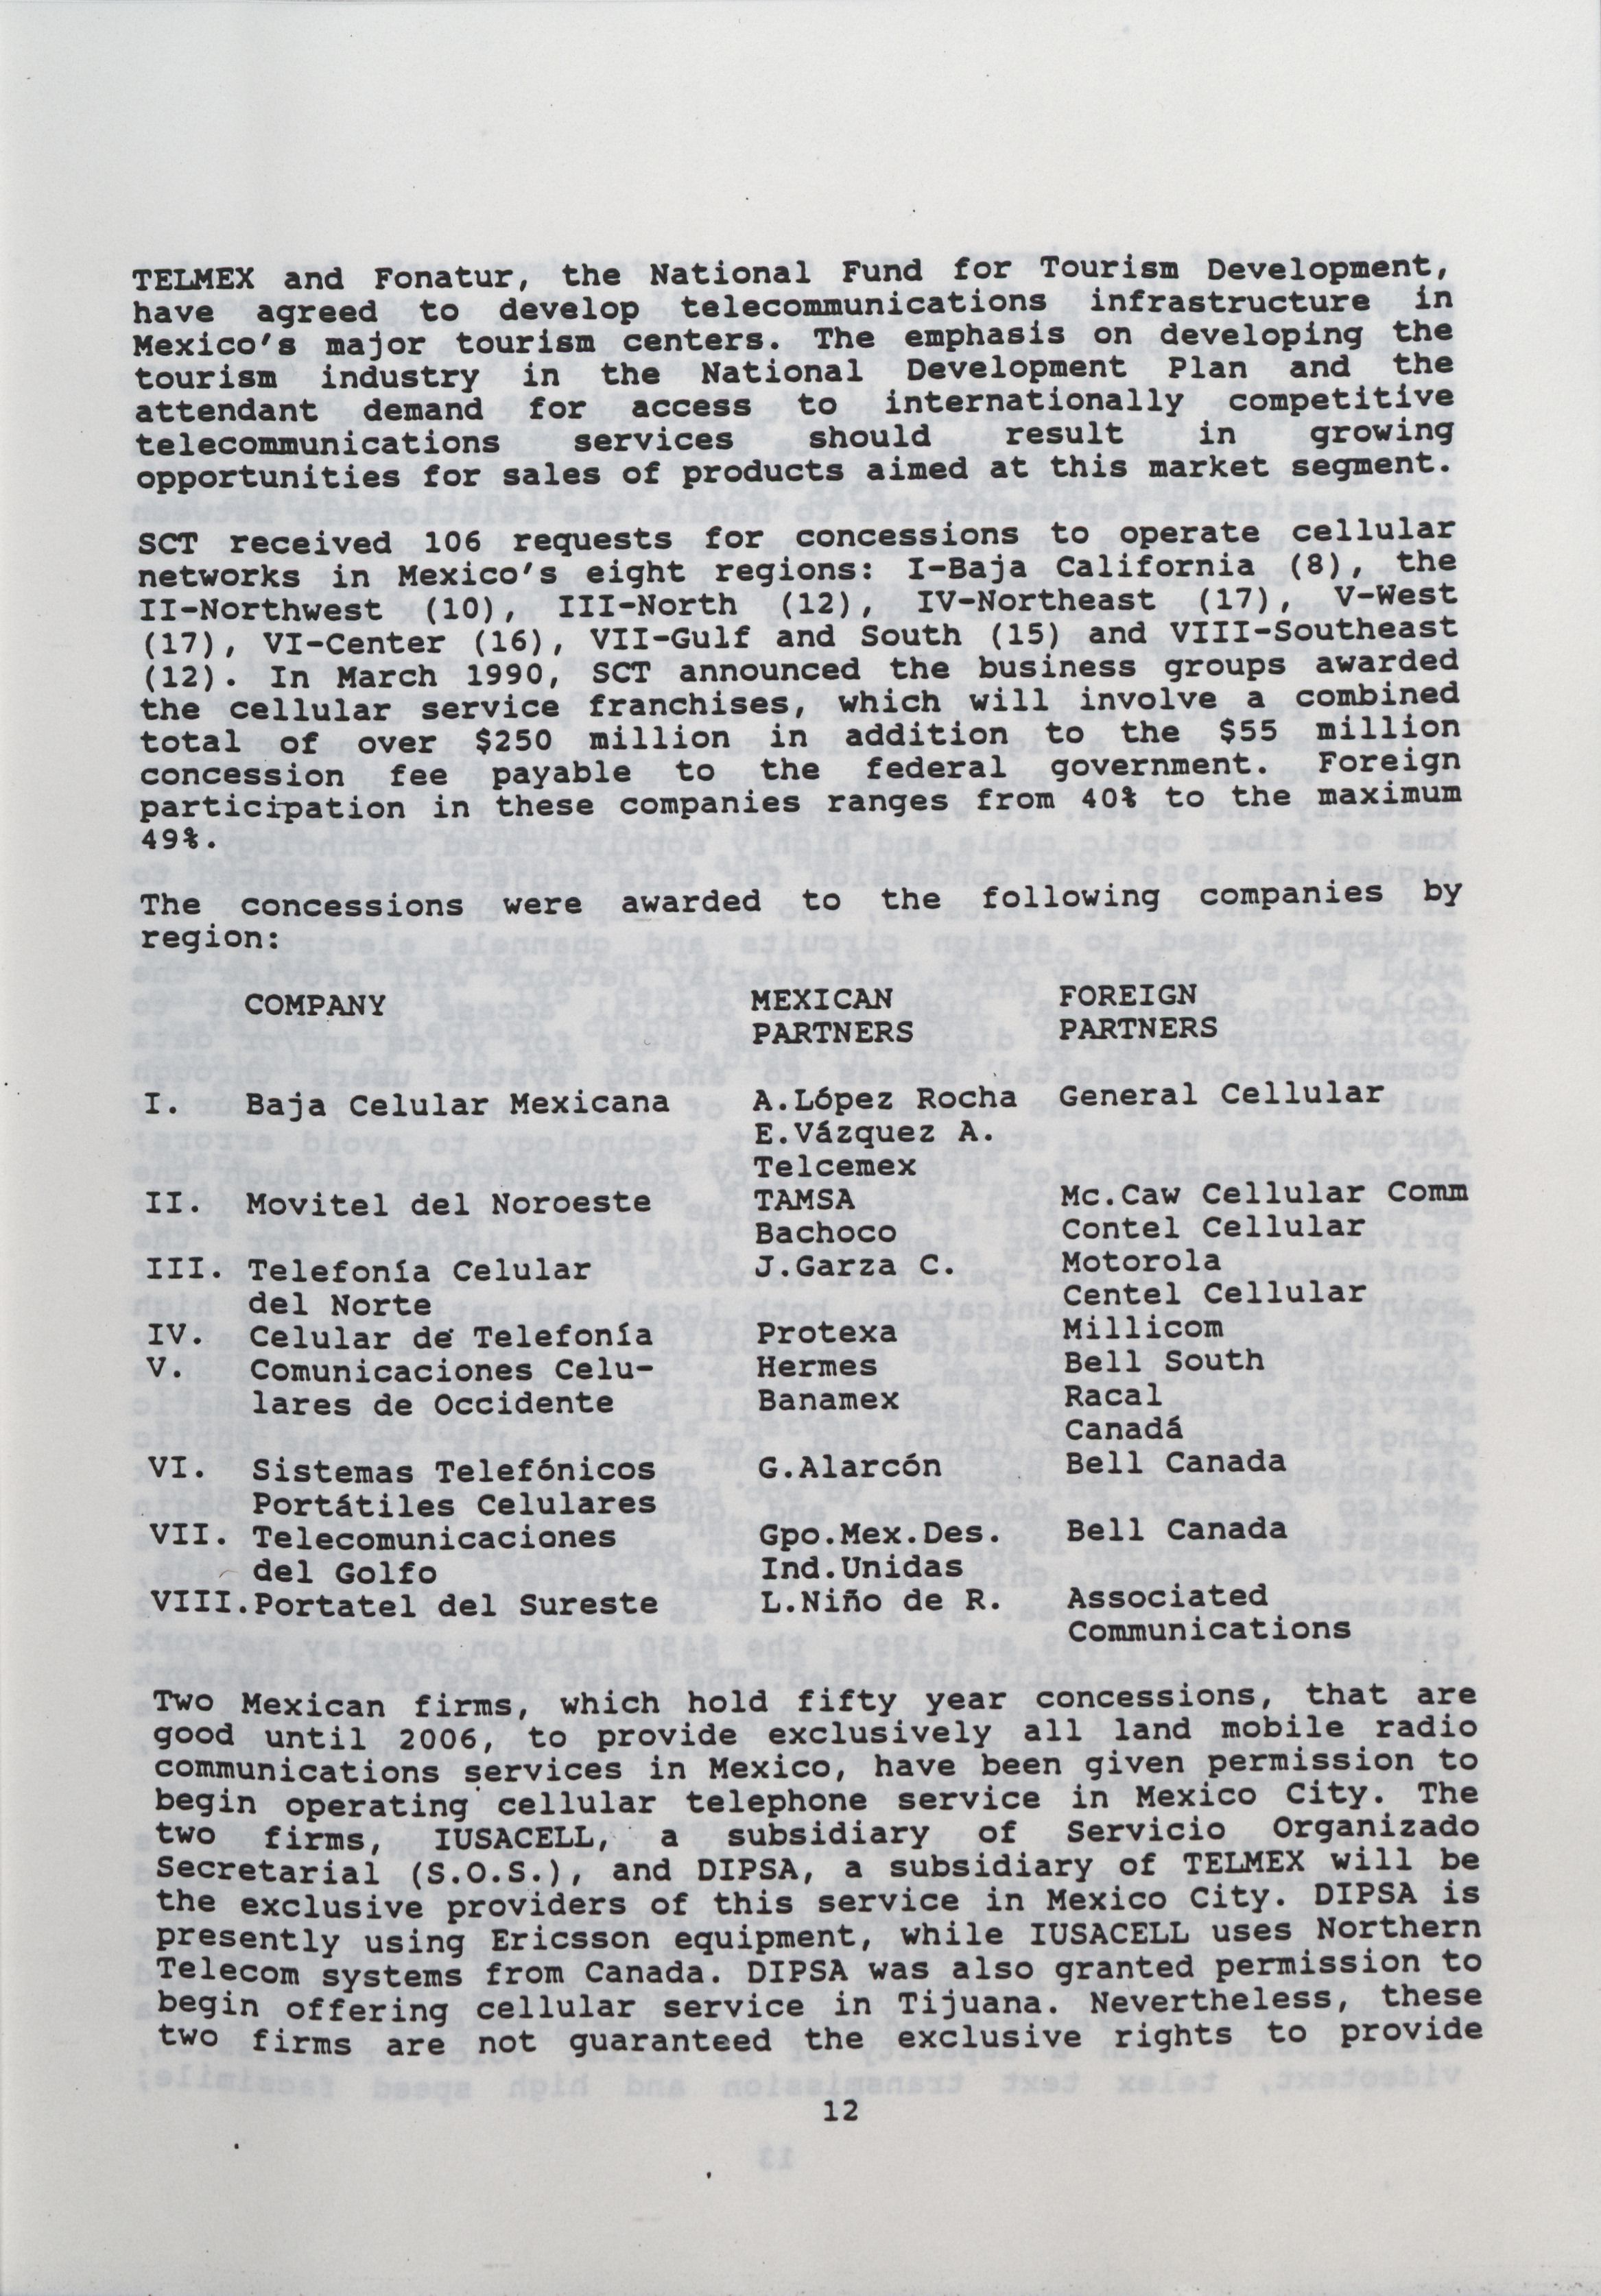 TELMEX and Fonatur, the National Fund for Tourism Development,
have agreed to develop telecommunications infrastructure in
Mexico's major tourism centers. The emphasis on developing the
tourism industry in the National Development Plan and the
attendant demand for access to internationally competitive
telecommunications services should result in growing
opportunities for sales of products aimed at this market segment.
SCT received 106 requests for concessions to operate cellular
networks in Mexico's eight regions: I-Baja California (8), the
II-Northwest (10), III-North (12), IV-Northeast (17), V-West
(17), VI-Center (16), VII-Gulf and South (15) and VIII-Southeast
(12). In March 1990, SCT announced the business groups awarded
the cellular service franchises, which will involve a combined
total of over $250 million in addition to the $55 million
concession fee payable to the federal government. Foreign
participation in these companies ranges from 40% to the maximum
49%.
The concessions were awarded to the following companies by
region:
COMPANY MEXICAN FOREIGN
PARTNERS PARTNERS
I. Baja Celular Mexicana A.López Rocha General Cellular
E.Vázquez A.
Telcemex
II. Movitel del Noroeste TAMSA Mc.Caw Cellular Comm
Bachoco Contel Cellular
III. Telefonía Celular J.Garza C. Motorola
del Norte Centel Cellular
IV. Celular de Telefonía Protexa Millicom
V. Comunicaciones Celu- Hermes Bell South
lares de Occidente Banamex Racal
Canadá
VI. Sistemas Telefónicos G.Alarcón Bell Canada
Portátiles Celulares
VII. Telecomunicaciones Gpo.Mex.Des. Bell Canada
del Golfo Ind.Unidas
VIII.Portatel del Sureste L.Niño de R. Associated
Communications
Two Mexican firms, which hold fifty year concessions, that are
good until 2006, to provide exclusively all land mobile radio
communications services in Mexico, have been given permission to
begin operating cellular telephone service in Mexico City. The
two firms, IUSACELL, a subsidiary of Servicio Organizado
Secretarial (S.O.S.), and DIPSA, a subsidiary of TELMEX will be
the exclusive providers of this service in Mexico City. DIPSA is
presently using Ericsson equipment, while IUSACELL uses Northern
Telecom systems from Canada. DIPSA was also granted permission to
begin offering cellular service in Tijuana. Nevertheless, these
two firms are not guaranteed the exclusive rights to provide
12